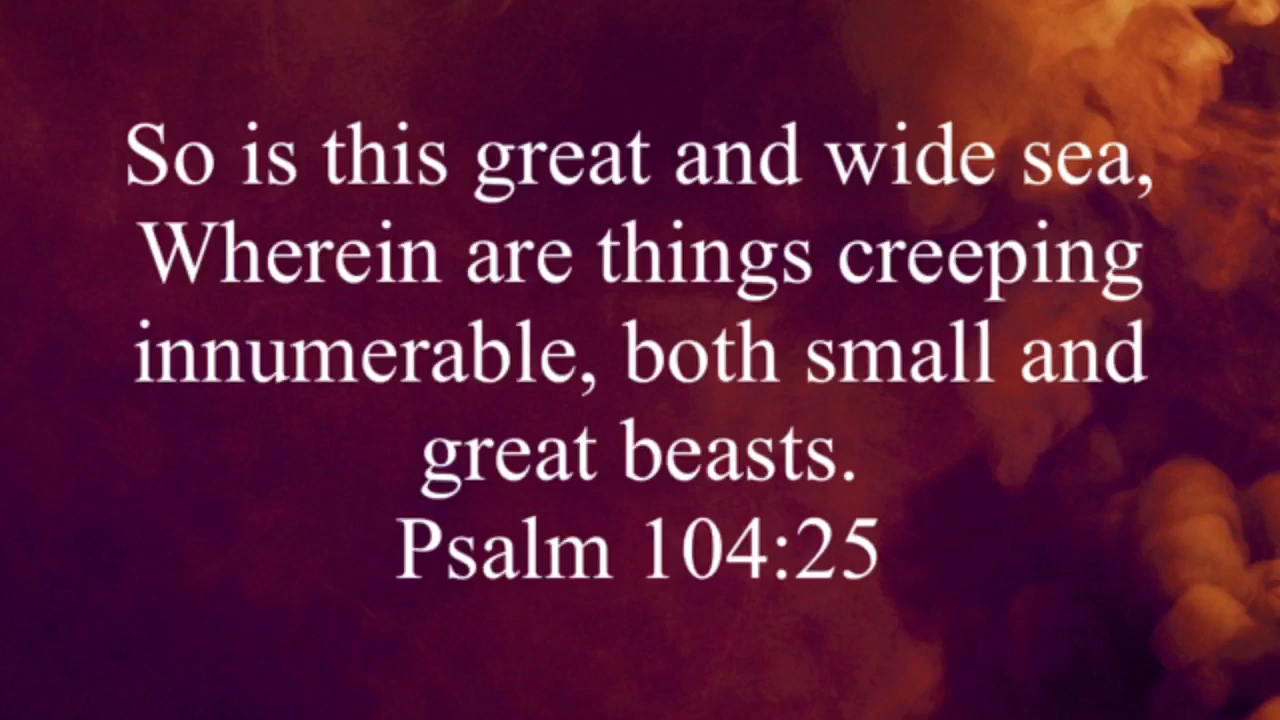 So is this great and wide sea,
Wherein are things creeping
innumerable, both small and
great beasts.
Psalm 104:25